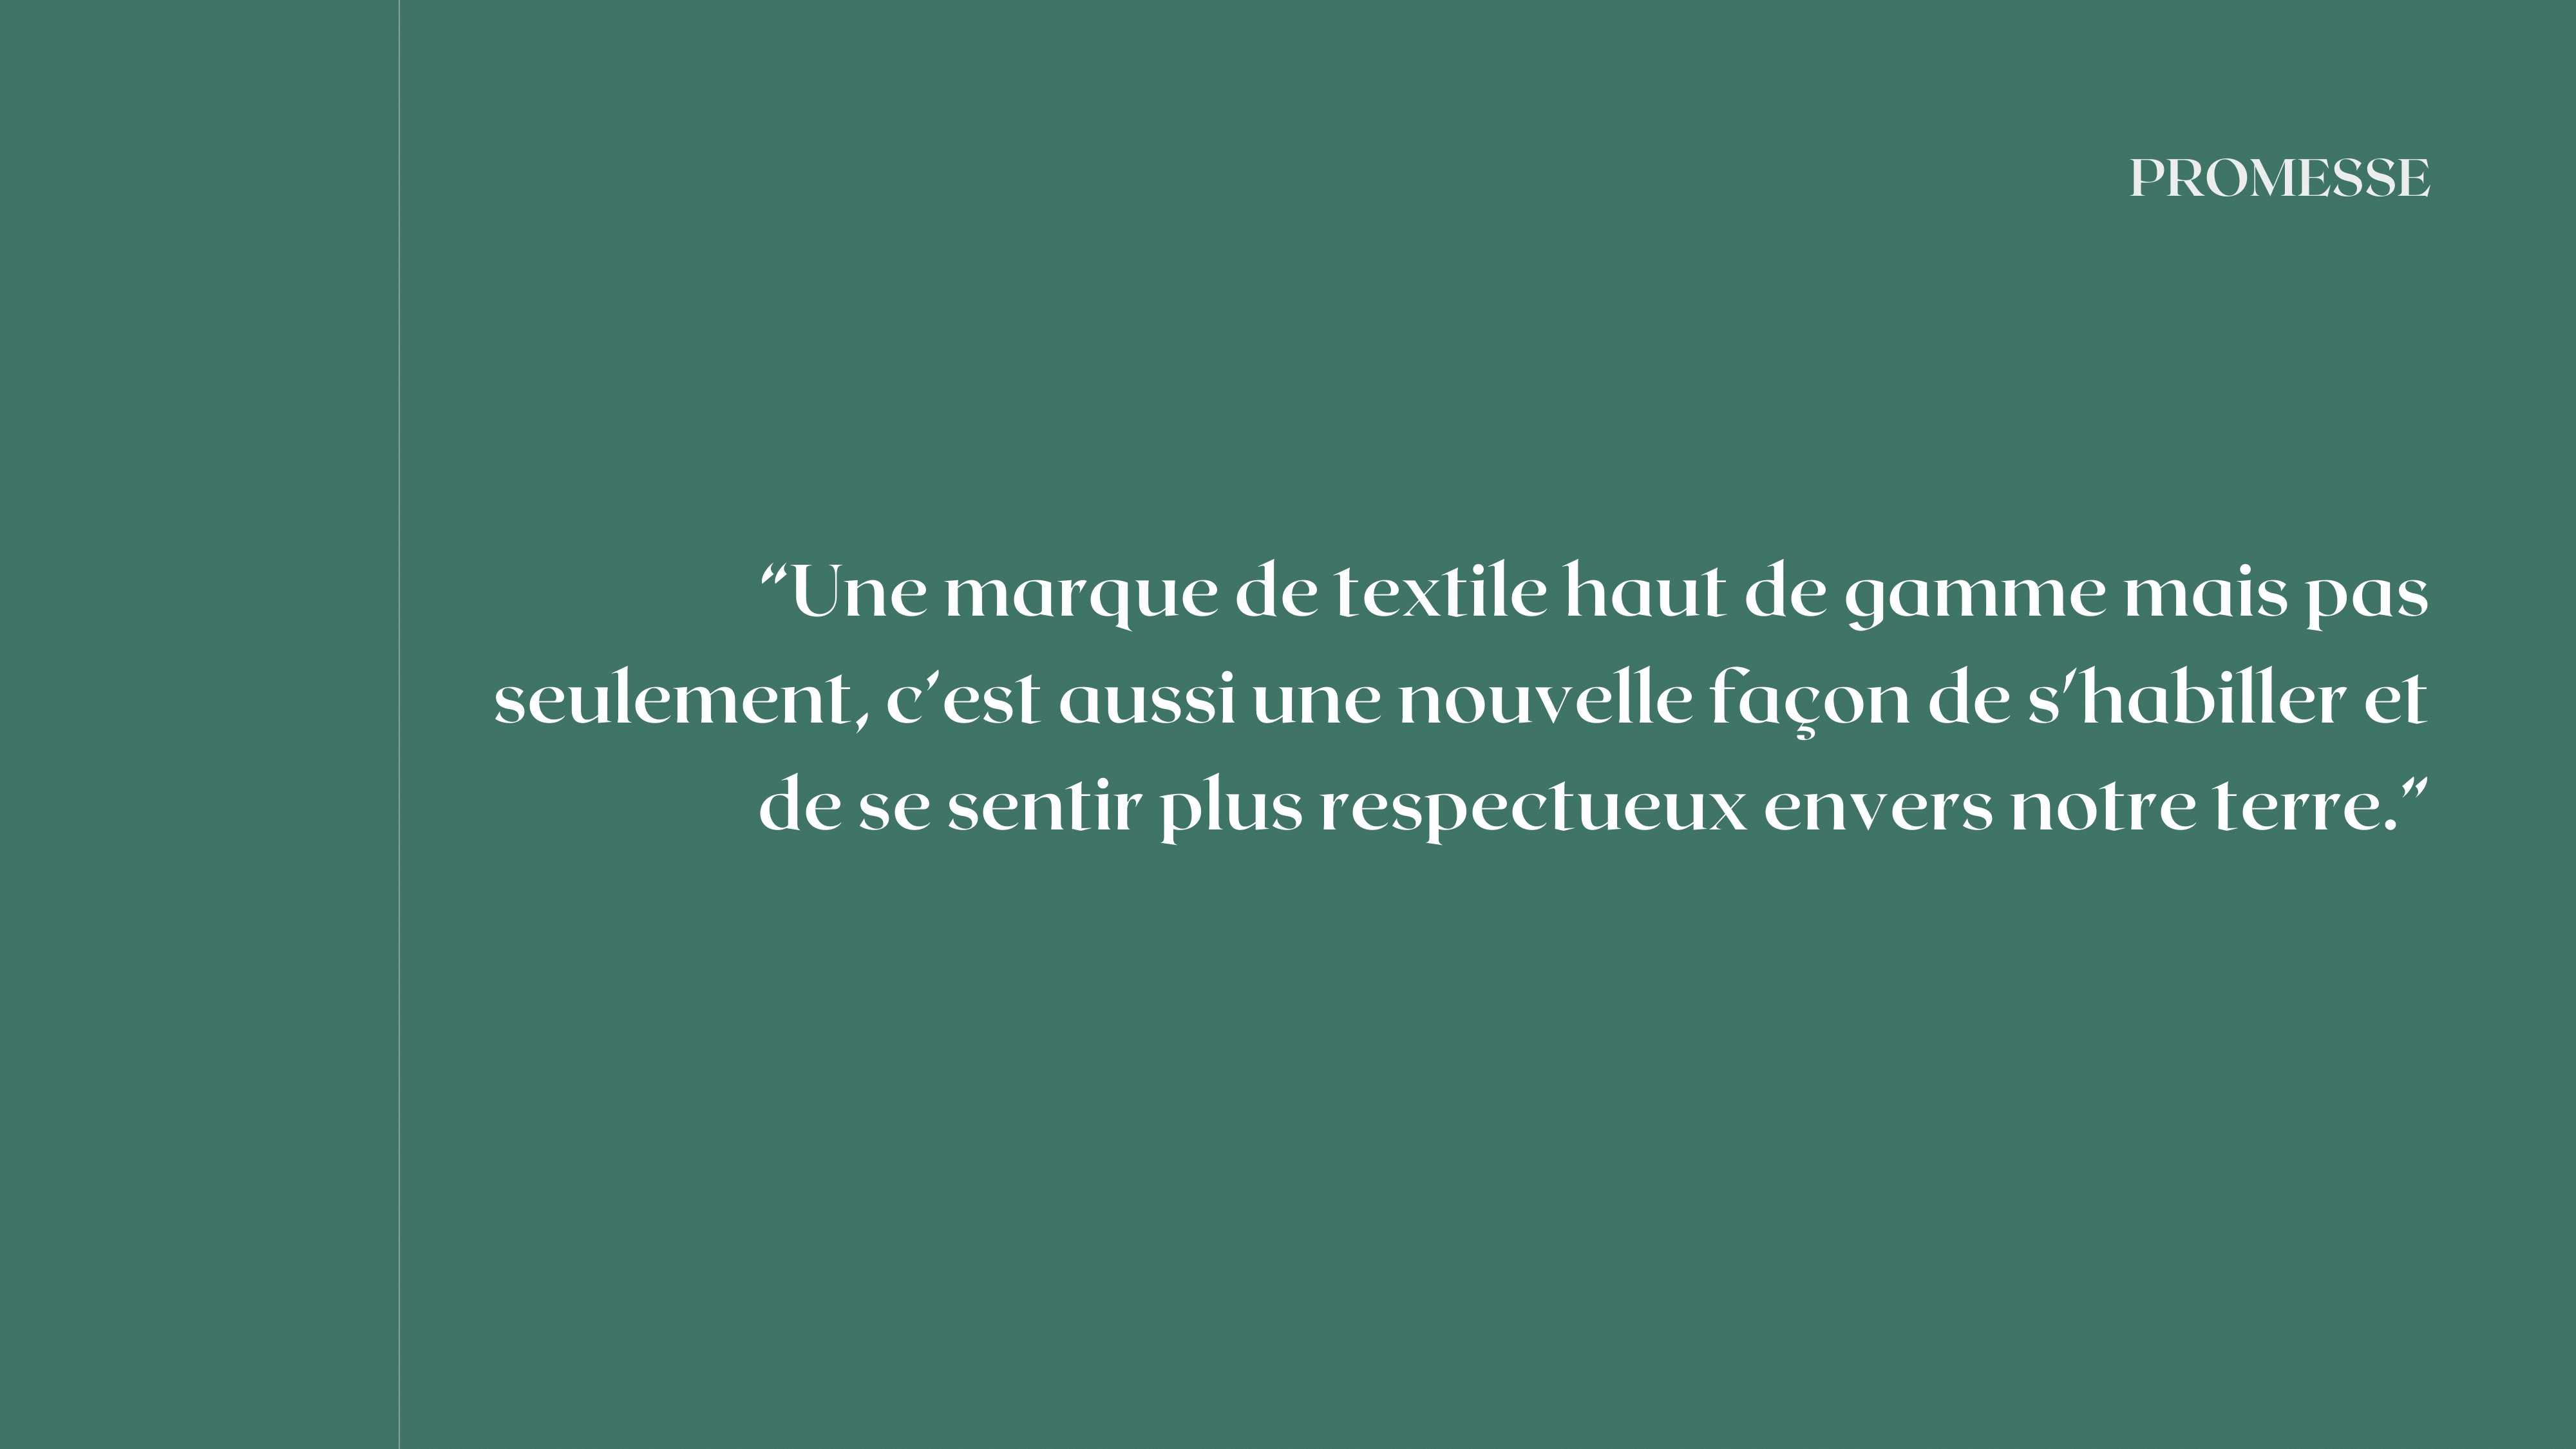 PROMESSE
“Une marque de textile haut de gamme mais pas
seulement, c’est aussi une nouvelle façon de s’habiller et
de se sentir plus respectueux envers notre terre.”